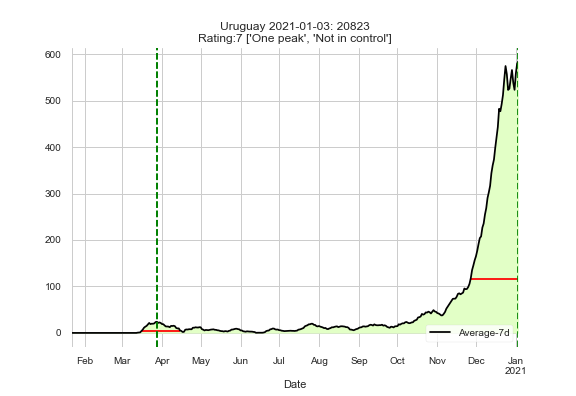 Uruguay 2021-01-03: 20823
Rating:7 ['One peak', 'Not in control']
600
500
400
300
200
100
0
Average-7d
Feb Mar Apr May Jun Jul Aug Sep Oct Nov Dec Jan
2021
Date